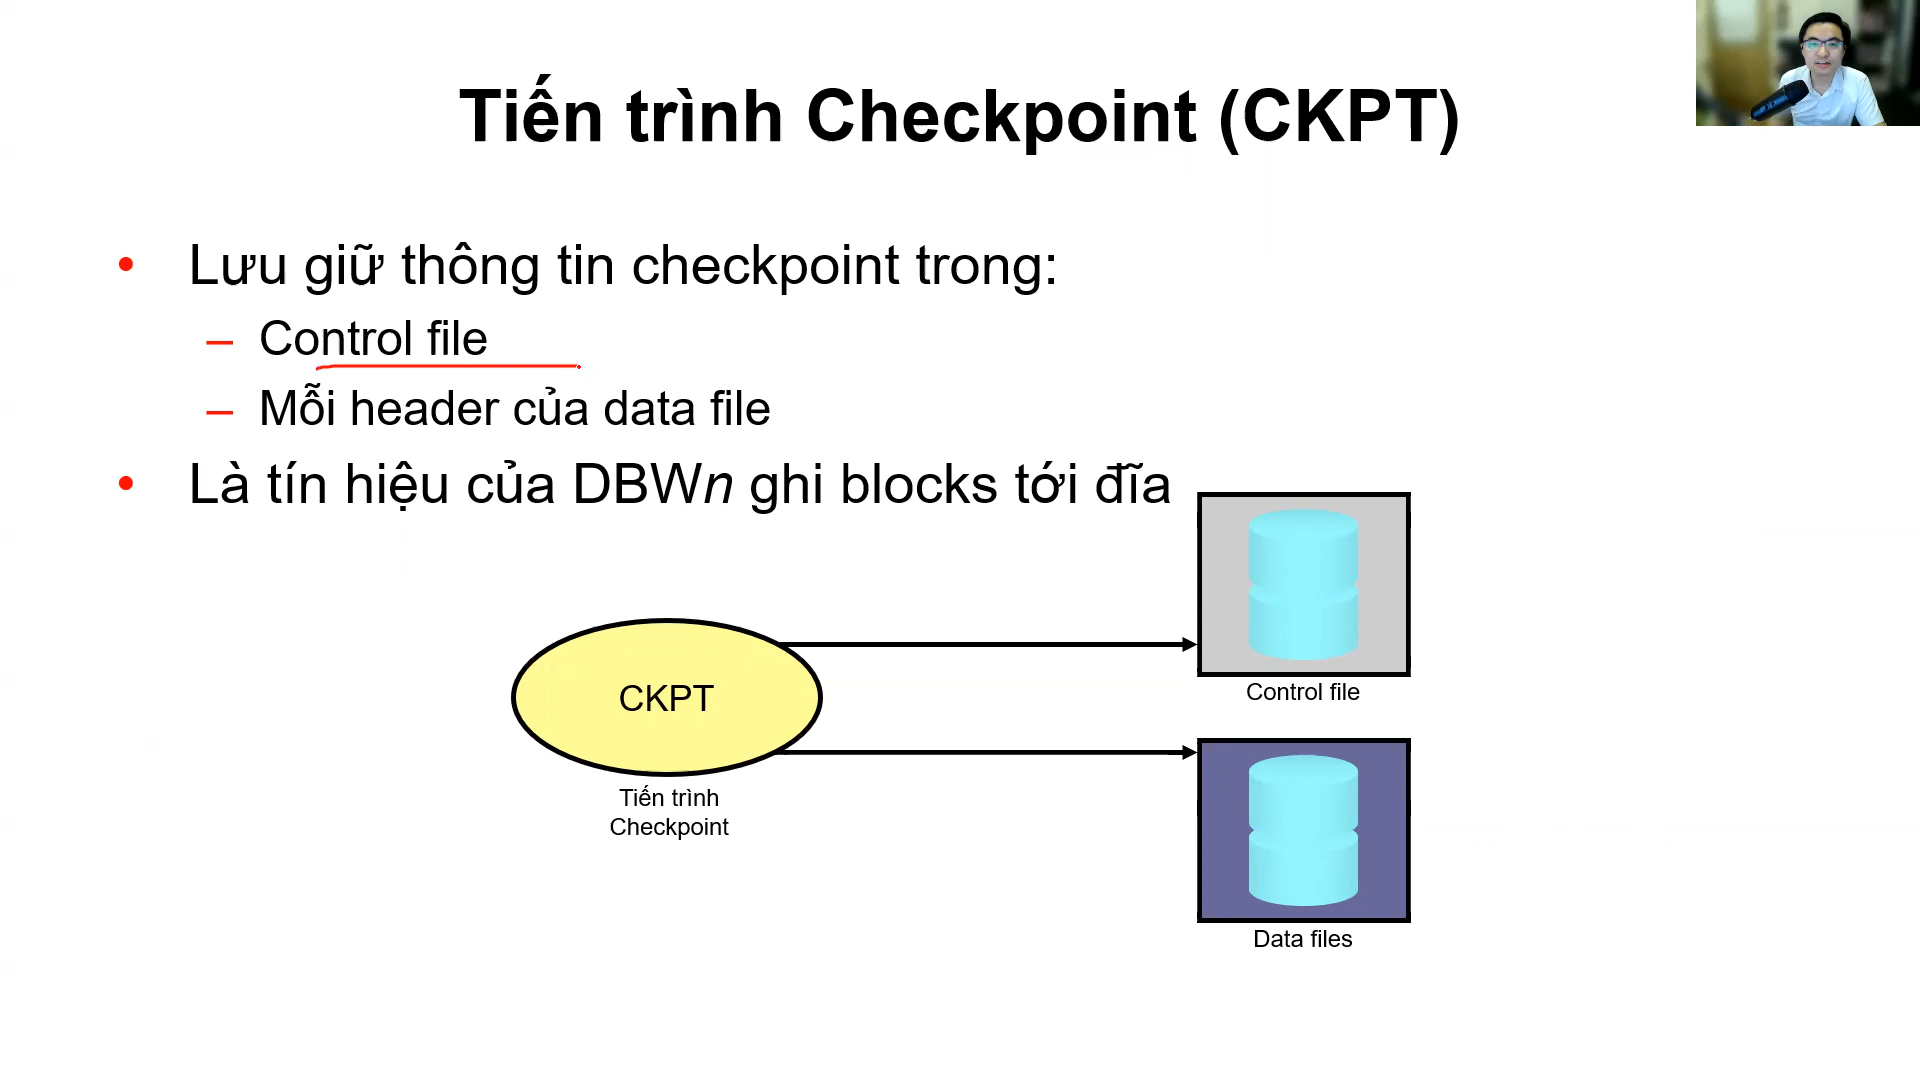 Tiến trình Checkpoint (CKPT)
• Lưu giữ thông tin checkpoint trong:
– Control file
– Mỗi header của data file
• Là tín hiệu của DBWn ghi blocks tới đĩa
CKPT
Tiến trình
Checkpoint
Control file
Data files